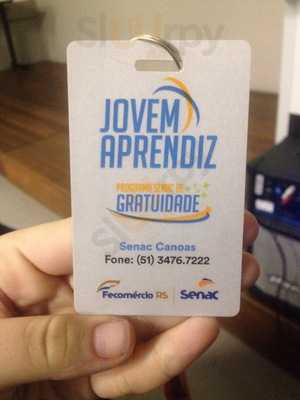 JOVEM
APRENDIZ
PROGRAMA SENAC DE
GRATUIDADE
Senac Canoas
Fone: (51) 3476.7222
Fecomércio RS
Senac